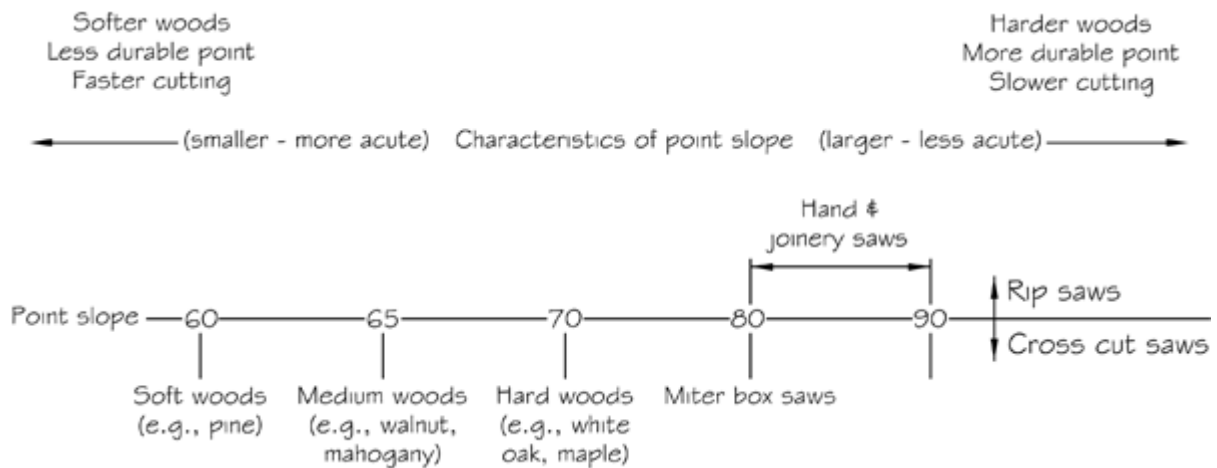 Softer woods
Less durable point
Faster cutting
Harder woods
More durable point
Slower cutting
(smaller - more acute) Characteristics of point slope (larger - less acute)
Hand &
joinery saws
Rip saws
Point slope 60 65 70 80 90
Cross cut saws
Soft woods
(e.g., pine)
Medium woods
(e.g., walnut,
mahogany)
Hard woods
(e.g., white
oak, maple)
Miter box saws